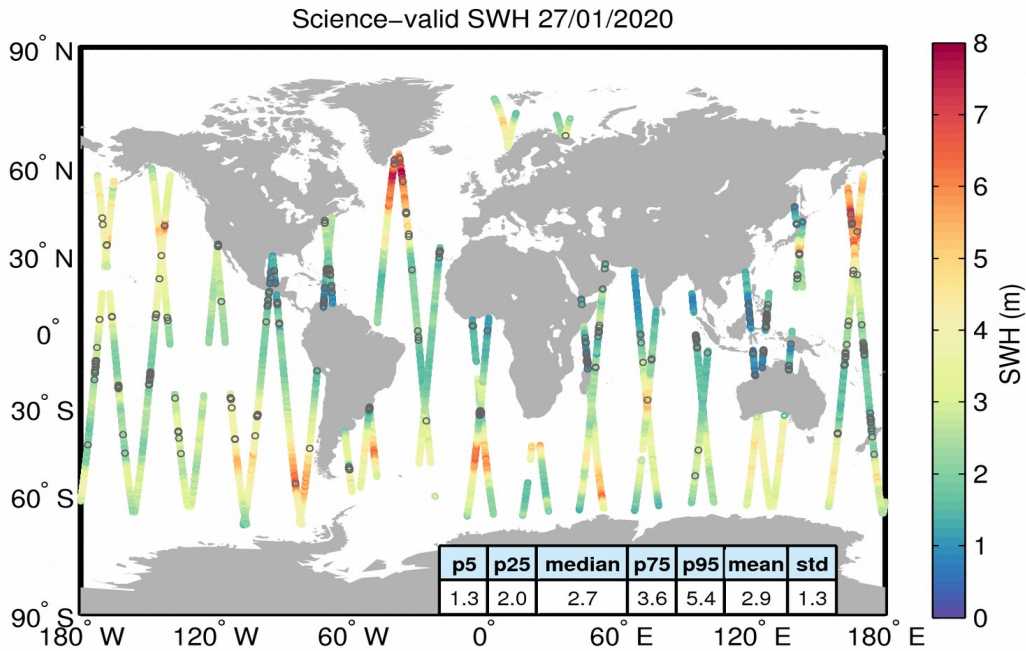 Science−valid SWH 27/01/2020
90° N
60° N
30° N
0°
30° S
60° S
90° S
180° W
120° W
60° W
0°
60° E
120° E
180° E
8
7
6
5
4
3
2
1
0
SWH (m)
p5 p25 median p75 p95 mean std
1.3 2.0 2.7 3.6 5.4 2.9 1.3